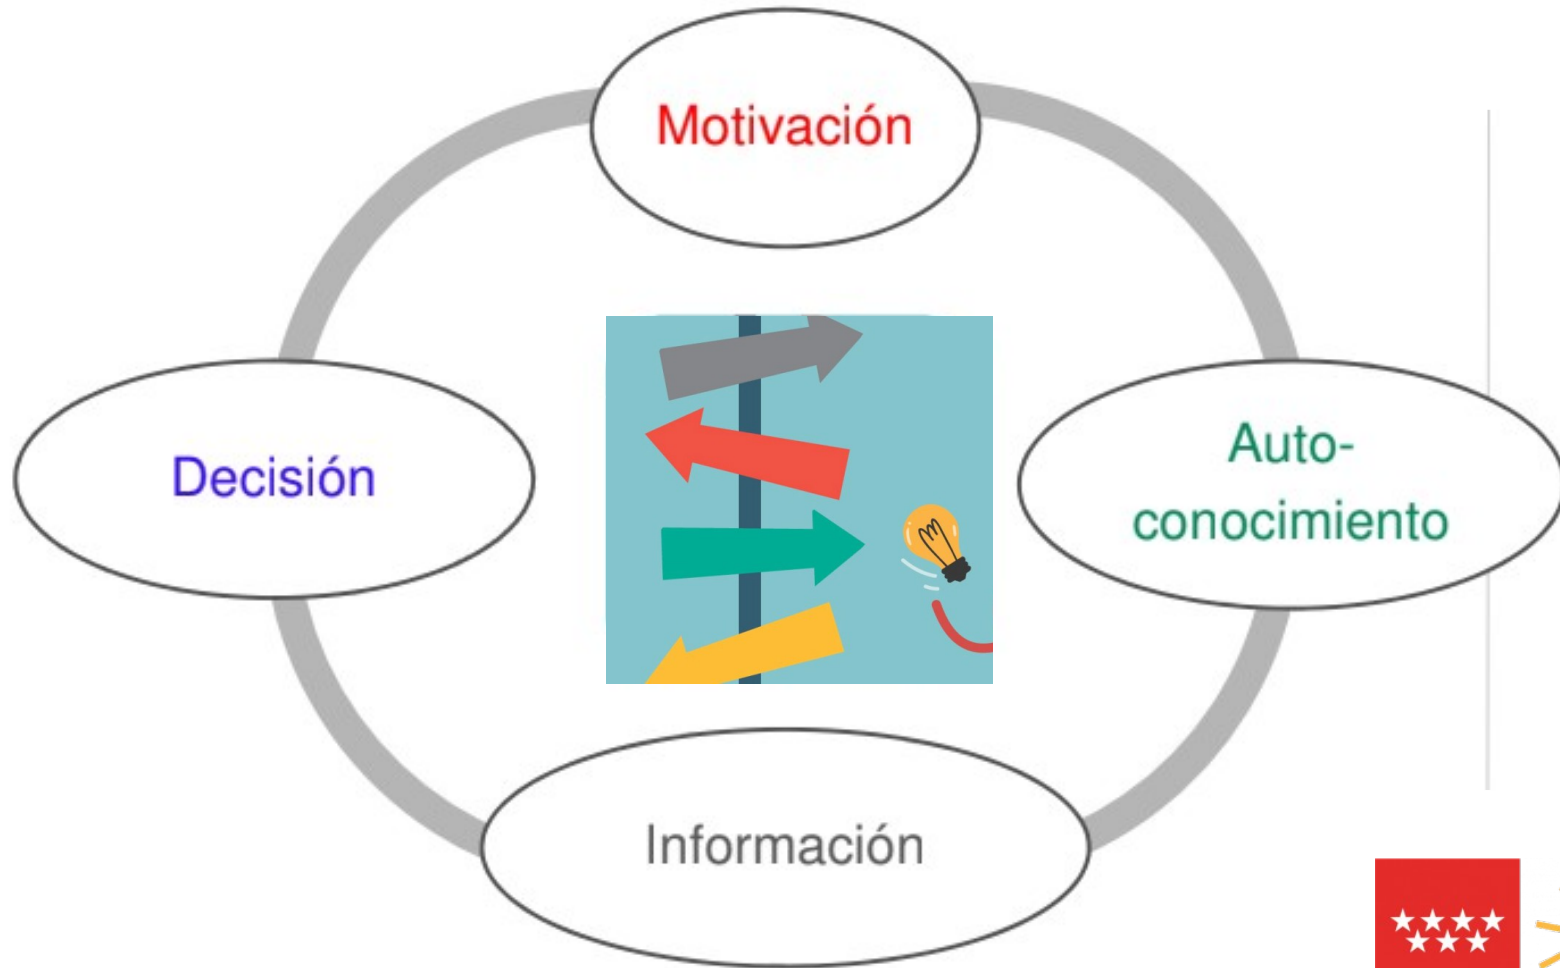 Motivación
Decisión
Auto-
conocimiento
Información